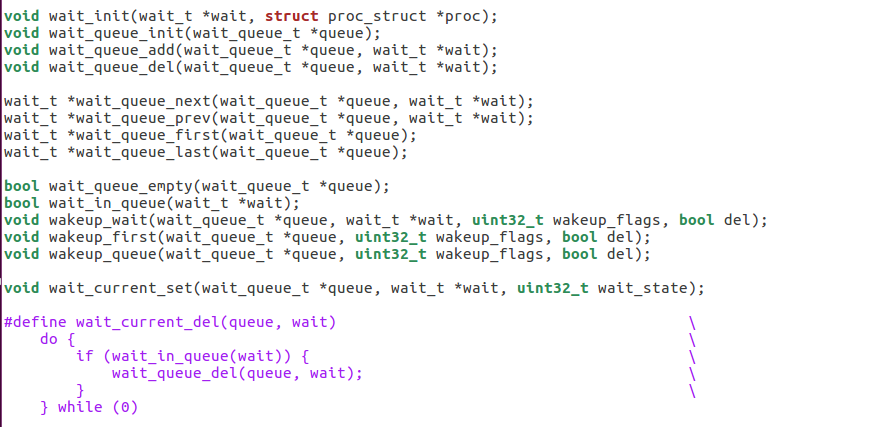 void wait_init(wait_t *wait, struct proc_struct *proc);
void wait_queue_init(wait_queue_t *queue);
void wait_queue_add(wait_queue_t *queue, wait_t *wait);
void wait_queue_del(wait_queue_t *queue, wait_t *wait);

wait_t *wait_queue_next(wait_queue_t *queue, wait_t *wait);
wait_t *wait_queue_prev(wait_queue_t *queue, wait_t *wait);
wait_t *wait_queue_first(wait_queue_t *queue);
wait_t *wait_queue_last(wait_queue_t *queue);

bool wait_queue_empty(wait_queue_t *queue);
bool wait_in_queue(wait_t *wait);
void wakeup_wait(wait_queue_t *queue, wait_t *wait, uint32_t wakeup_flags, bool del);
void wakeup_first(wait_queue_t *queue, uint32_t wakeup_flags, bool del);
void wakeup_queue(wait_queue_t *queue, uint32_t wakeup_flags, bool del);

void wait_current_set(wait_queue_t *queue, wait_t *wait, uint32_t wait_state);

#define wait_current_del(queue, wait)                                       \
    do {                                                                    \
        if (wait_in_queue(wait)) {                                          \
            wait_queue_del(queue, wait);                                    \
        }                                                                   \
    } while (0)